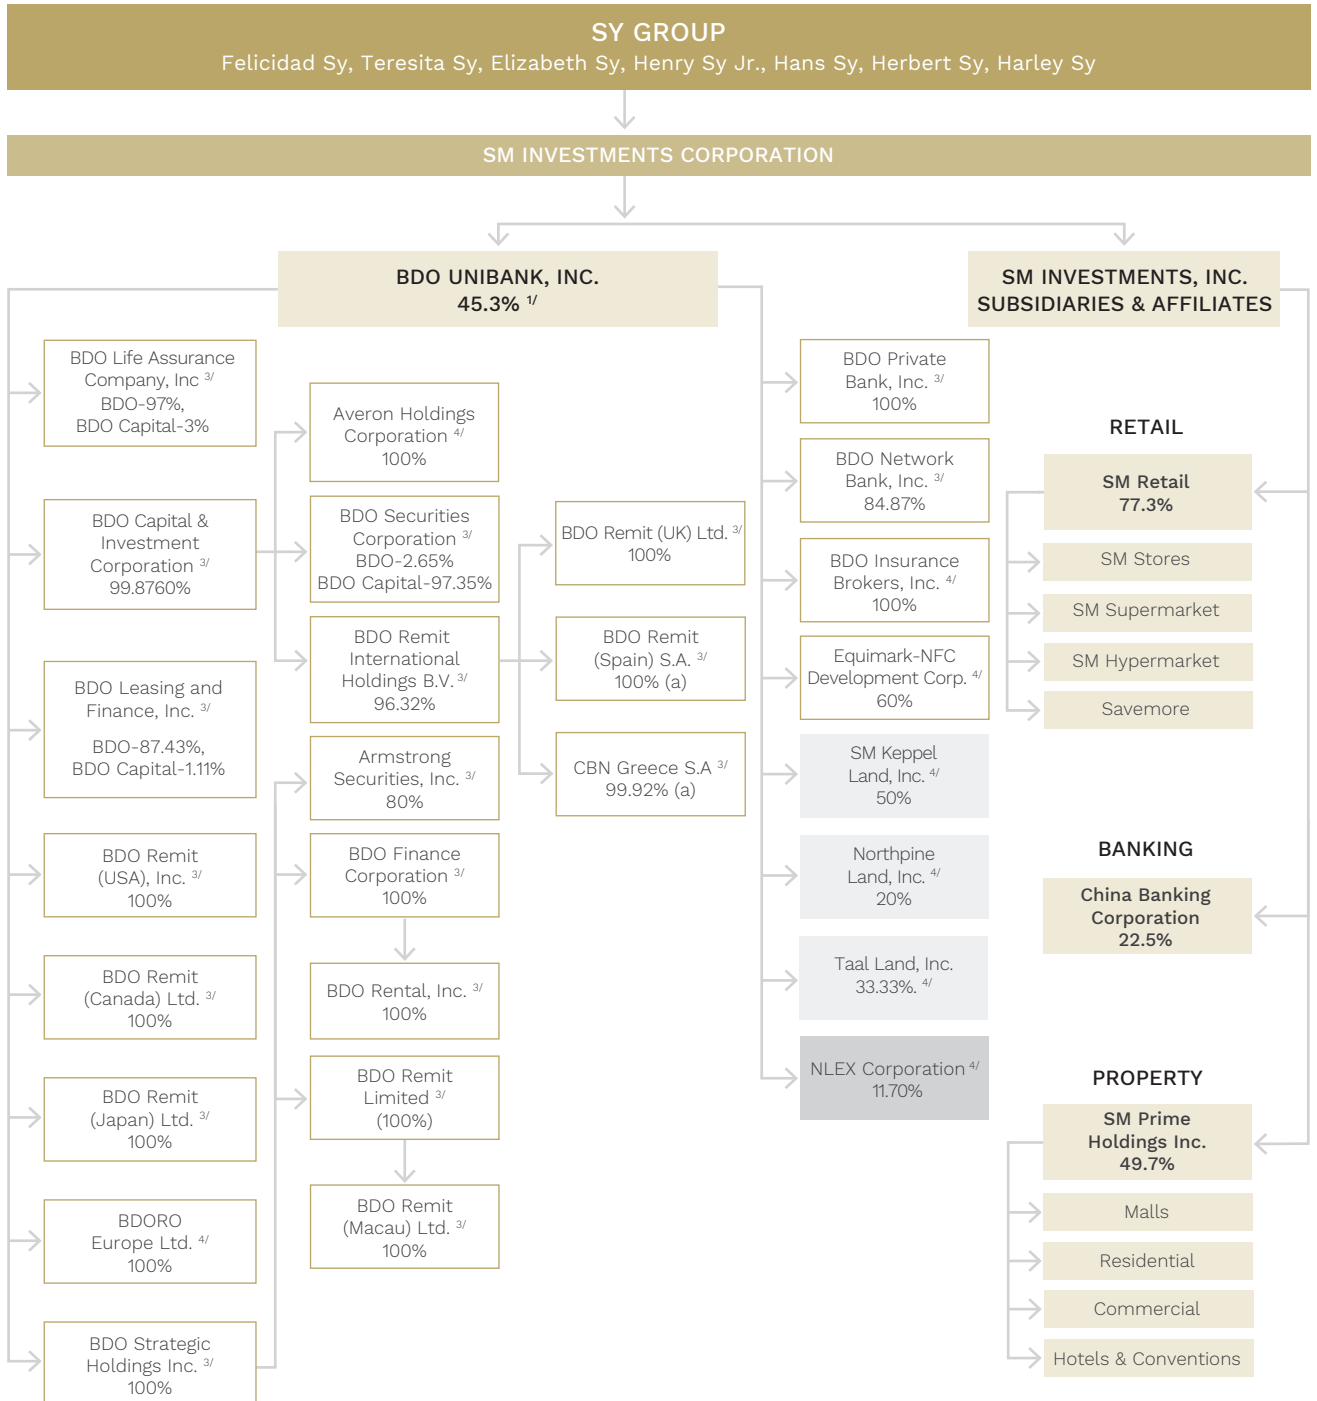 SY GROUP
Felicidad Sy, Teresita Sy, Elizabeth Sy, Henry Sy Jr., Hans Sy, Herbert Sy, Harley Sy
SM INVESTMENTS CORPORATION
BDO UNIBANK, INC.
45.3% 1/
SM INVESTMENTS, INC.
SUBSIDIARIES & AFFILIATES
BDO Life Assurance
Company, Inc 3/
BDO-97%,
BDO Capital-3%
BDO Capital &
Investment
Corporation 3/
99.8760%
BDO Leasing and
Finance, Inc. 3/
BDO-87.43%,
BDO Capital-1.11%
BDO Remit
(USA), Inc. 3/
100%
BDO Remit
(Canada) Ltd. 3/
100%
BDO Remit
(Japan) Ltd. 3/
100%
BDORO
Europe Ltd. 4/
100%
BDO Strategic
Holdings Inc. 3/
100%
Averon Holdings
Corporation 4/
100%
BDO Securities
Corporation 3/
BDO-2.65%
BDO Capital-97.35%
BDO Remit
International
Holdings B.V. 3/
96.32%
Armstrong
Securities, Inc. 3/
80%
BDO Finance
Corporation 3/
100%
BDO Rental, Inc. 3/
100%
BDO Remit
Limited 3/
(100%)
BDO Remit
(Macau) Ltd. 3/
100%
BDO Remit (UK) Ltd. 3/
100%
BDO Remit
(Spain) S.A. 3/
100% (a)
CBN Greece S.A 3/
99.92% (a)
BDO Private
Bank, Inc. 3/
100%
BDO Network
Bank, Inc. 3/
84.87%
BDO Insurance
Brokers, Inc. 4/
100%
Equimark-NFC
Development Corp. 4/
60%
SM Keppel
Land, Inc. 4/
50%
Northpine
Land, Inc. 4/
20%
Taal Land, Inc.
33.33%. 4/
NLEX Corporation 4/
11.70%
RETAIL
SM Retail
77.3%
SM Stores
SM Supermarket
SM Hypermarket
Savemore
BANKING
China Banking
Corporation
22.5%
PROPERTY
SM Prime
Holdings Inc.
49.7%
Malls
Residential
Commercial
Hotels & Conventions